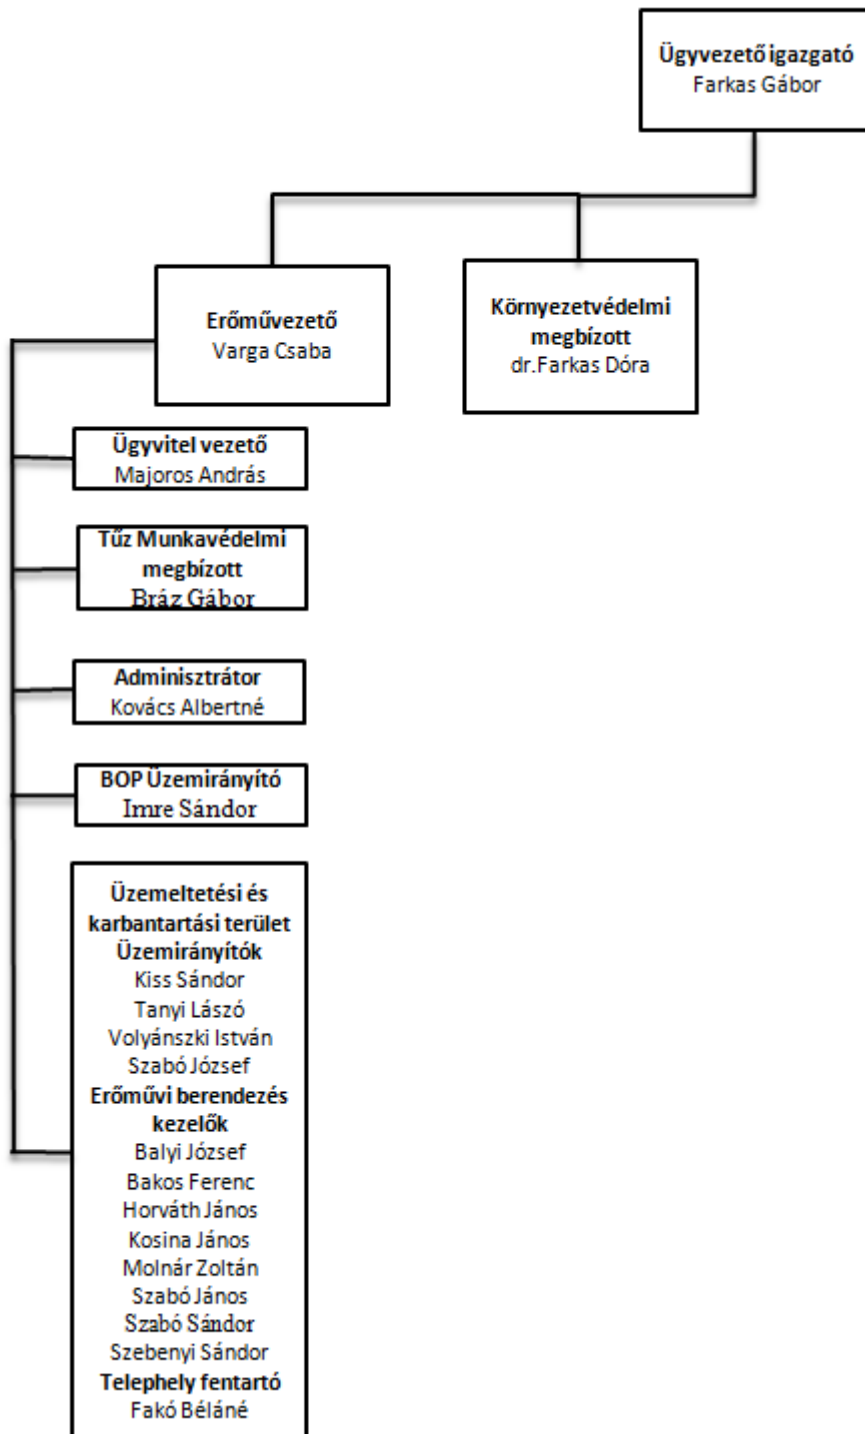 Ügyvezető igazgató
Farkas Gábor
Erőművezető
Varga Csaba
Környezetvédelmi
megbízott
dr.Farkas Dóra
Ügyvitel vezető
Majoros András
Tűz Munkavédelmi
megbízott
Bráz Gábor
Adminisztrátor
Kovács Albertné
BOP Üzemirányító
Imre Sándor
Üzemeltetési és
karbantartási terület
Üzemirányítók
Kiss Sándor
Tanyi Lászó
Volyánszki István
Szabó József
Erőművi berendezés
kezelők
Balyi József
Bakos Ferenc
Horváth János
Kosina János
Molnár Zoltán
Szabó János
Szabó Sándor
Szebenyi Sándor
Telephely fentartó
Fakó Béláné